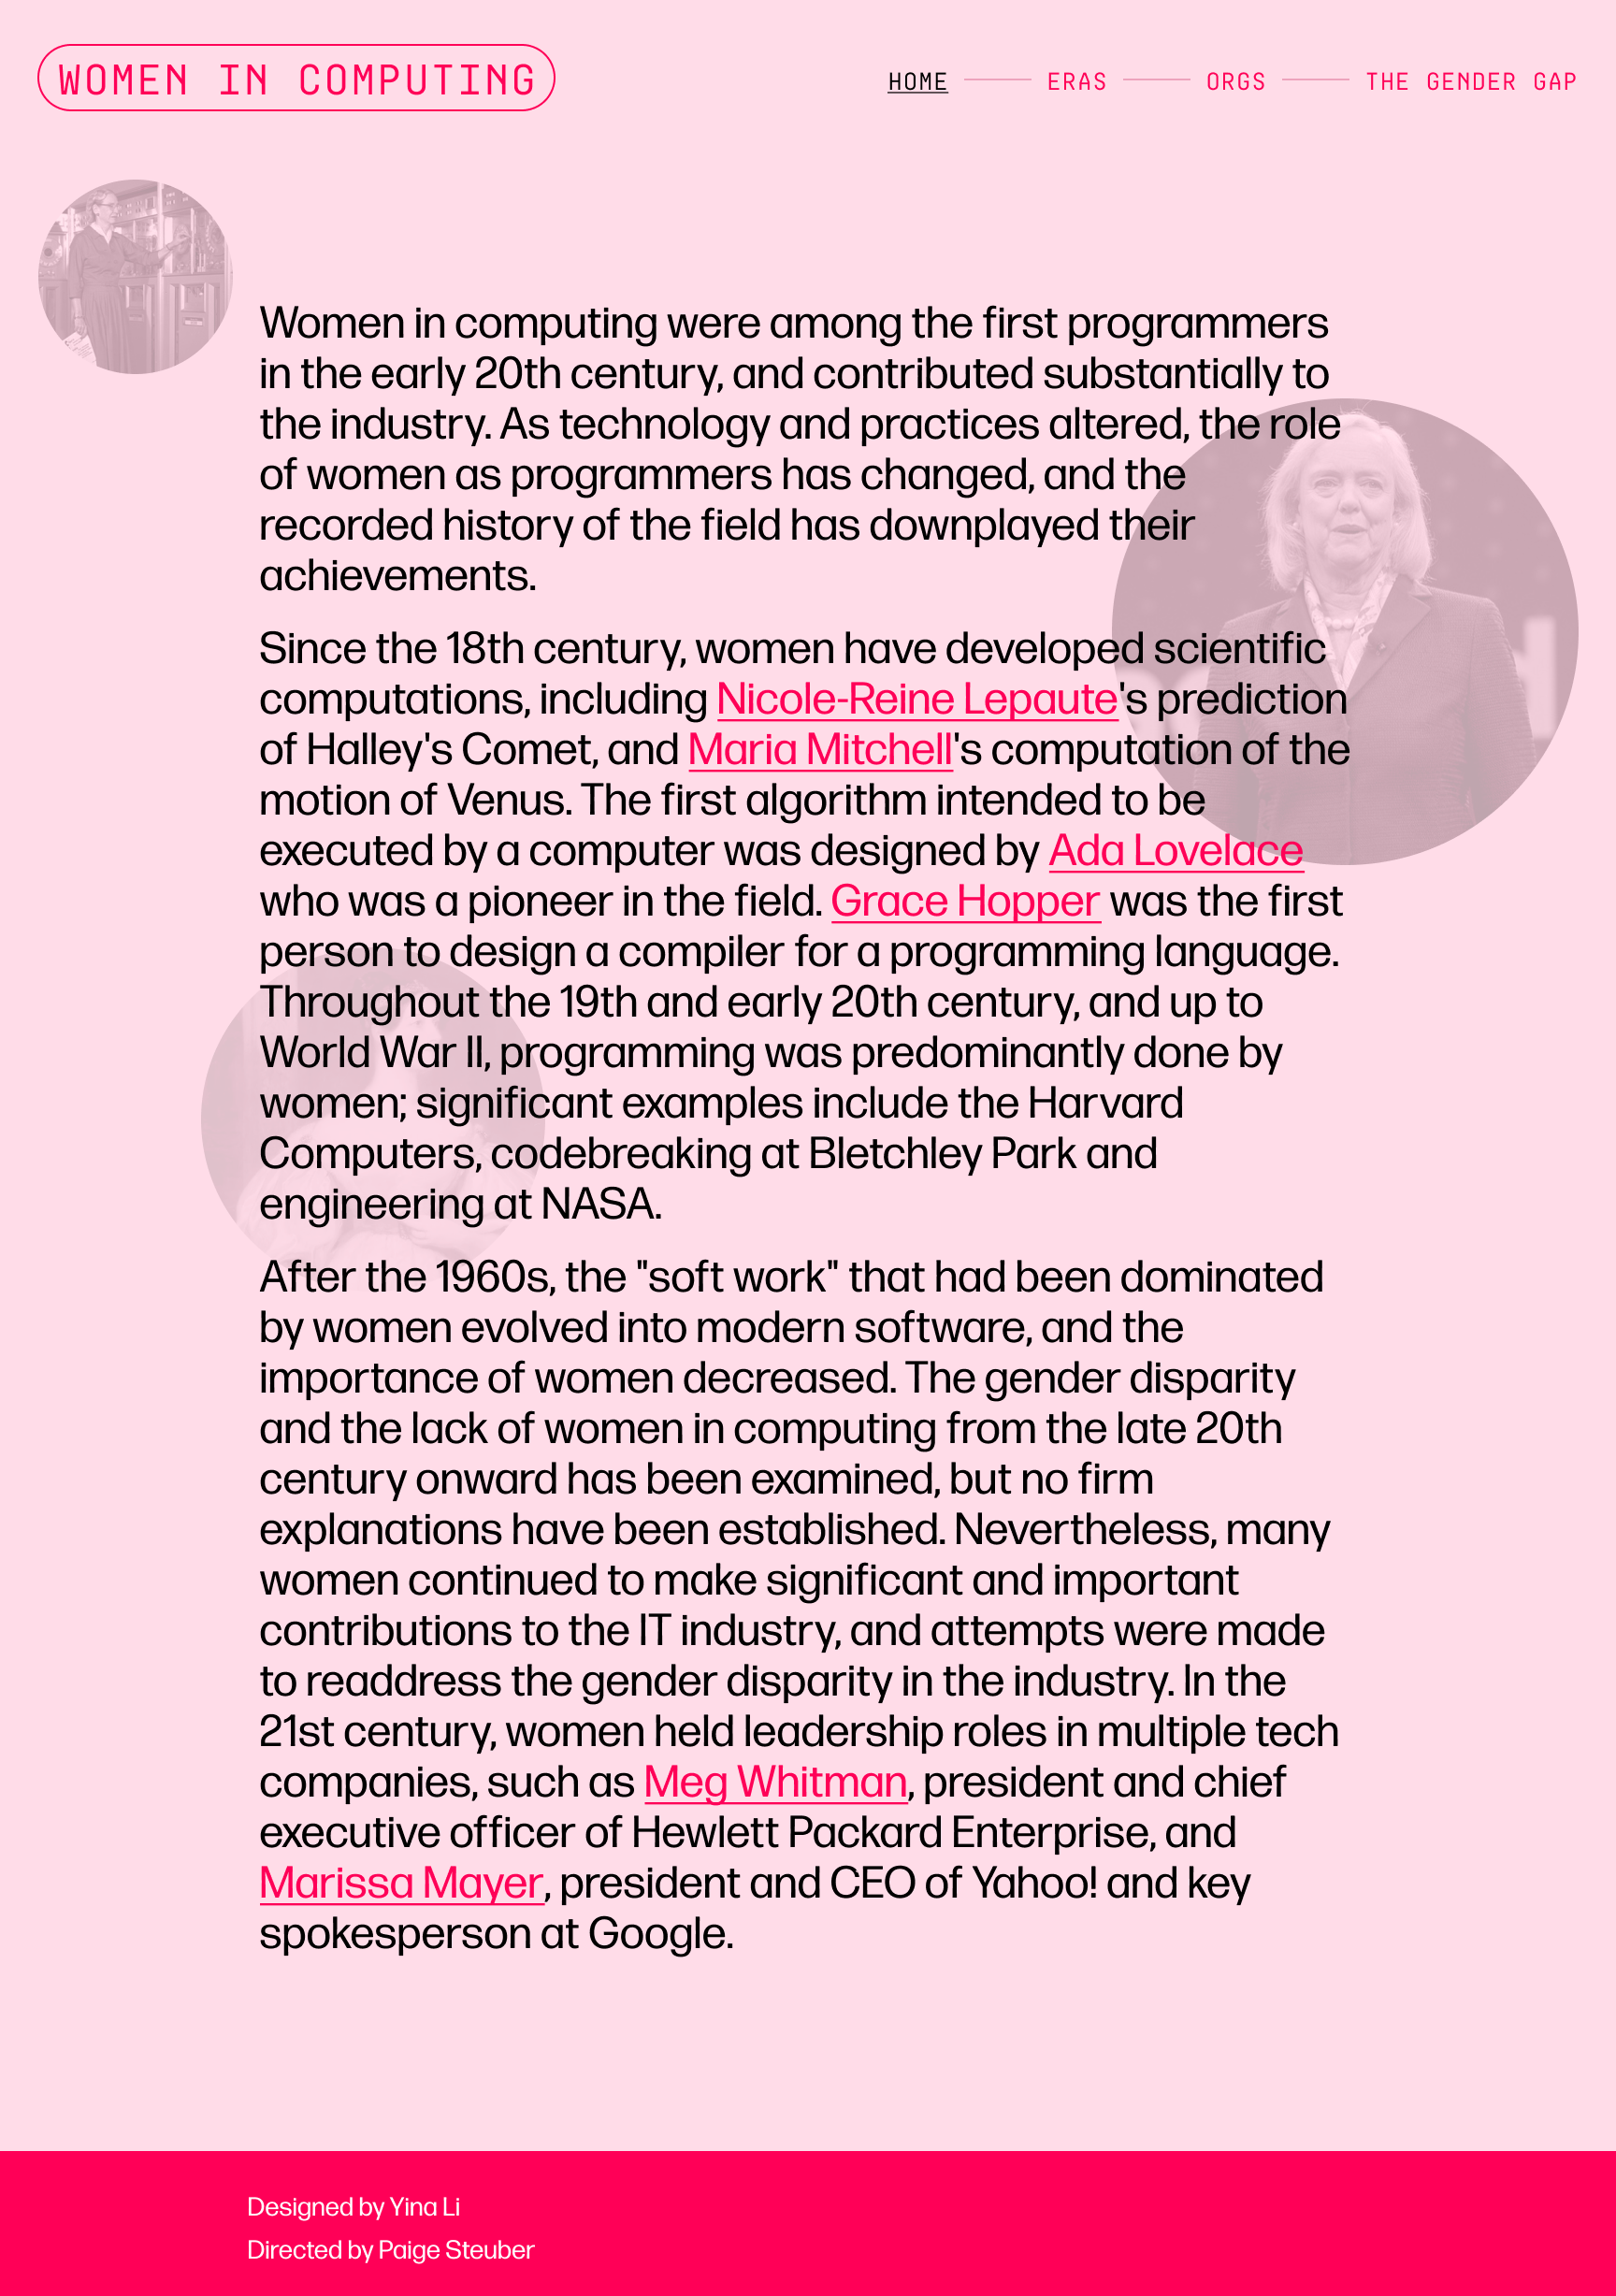 WOMEN IN COMPUTING
HOME ERAS ORGS THE GENDER GAP
Women in computing were among the first programmers
in the early 20th century, and contributed substantially to
the industry. As technology and practices altered, the role
of women as programmers has changed, and the
recorded history of the field has downplayed their
achievements.
Since the 18th century, women have developed scientific
computations, including Nicole-Reine Lepaute's prediction
of Halley's Comet, and Maria Mitchell's computation of the
motion of Venus. The first algorithm intended to be
executed by a computer was designed by Ada Lovelace
who was a pioneer in the field. Grace Hopper was the first
person to design a compiler for a programming language.
Throughout the 19th and early 20th century, and up to
World War II, programming was predominantly done by
women; significant examples include the Harvard
Computers, codebreaking at Bletchley Park and
engineering at NASA.
After the 1960s, the "soft work" that had been dominated
by women evolved into modern software, and the
importance of women decreased. The gender disparity
and the lack of women in computing from the late 20th
century onward has been examined, but no firm
explanations have been established. Nevertheless, many
women continued to make significant and important
contributions to the IT industry, and attempts were made
to readdress the gender disparity in the industry. In the
21st century, women held leadership roles in multiple tech
companies, such as Meg Whitman, president and chief
executive officer of Hewlett Packard Enterprise, and
Marissa Mayer, president and CEO of Yahoo! and key
spokesperson at Google.
Designed by Yina Li
Directed by Paige Steuber